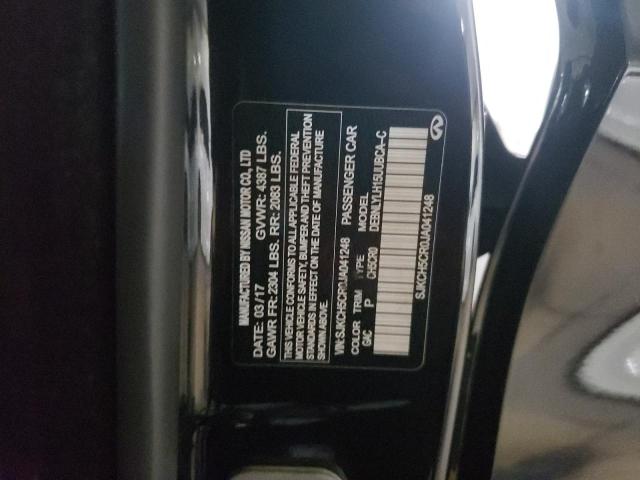 MANUFACTURED BY NISSAN MOTOR CO., LTD
DATE: 03/17 GVWR: 4387 LBS.
GAWR FR: 2304 LBS. RR: 2083 LBS.
THIS VEHICLE CONFORMS TO ALL APPLICABLE FEDERAL
MOTOR VEHICLE SAFETY, BUMPER, AND THEFT PREVENTION
STANDARDS IN EFFECT ON THE DATE OF MANUFACTURE
SHOWN ABOVE.
VIN:SJKCH5CR0JA041248 PASSENGER CAR
COLOR TRIM TYPE MODEL
GAC P CH5CR0 DEBNLYLH15UUBCA-C
SJKCH5CR0JA041248